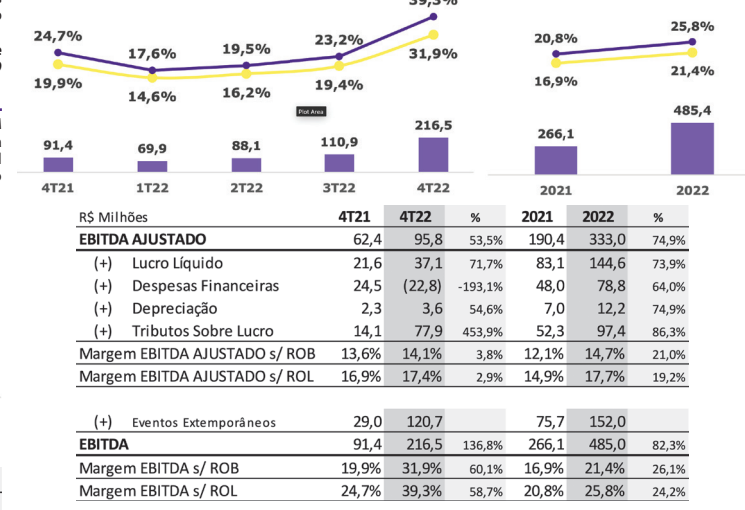 39,3%
24,7% 17,6% 19,5% 23,2% 20,8% 25,8%
19,9% 14,6% 16,2% 19,4% 31,9% 16,9% 21,4%
Plot Area
91,4 69,9 88,1 110,9 216,5 266,1 485,4
4T21 1T22 2T22 3T22 4T22 2021 2022
R$ Milhões 4T21 4T22 % 2021 2022 %
EBITDA AJUSTADO 62,4 95,8 53,5% 190,4 333,0 74,9%
(+) Lucro Líquido 21,6 37,1 71,7% 83,1 144,6 73,9%
(+) Despesas Financeiras 24,5 (22,8) -193,1% 48,0 78,8 64,0%
(+) Depreciação 2,3 3,6 54,6% 7,0 12,2 74,9%
(+) Tributos Sobre Lucro 14,1 77,9 453,9% 52,3 97,4 86,3%
Margem EBITDA AJUSTADO s/ ROB 13,6% 14,1% 3,8% 12,1% 14,7% 21,0%
Margem EBITDA AJUSTADO s/ ROL 16,9% 17,4% 2,9% 14,9% 17,7% 19,2%
(+) Eventos Extemporâneos 29,0 120,7 75,7 152,0
EBITDA 91,4 216,5 136,8% 266,1 485,0 82,3%
Margem EBITDA s/ ROB 19,9% 31,9% 60,1% 16,9% 21,4% 26,1%
Margem EBITDA s/ ROL 24,7% 39,3% 58,7% 20,8% 25,8% 24,2%